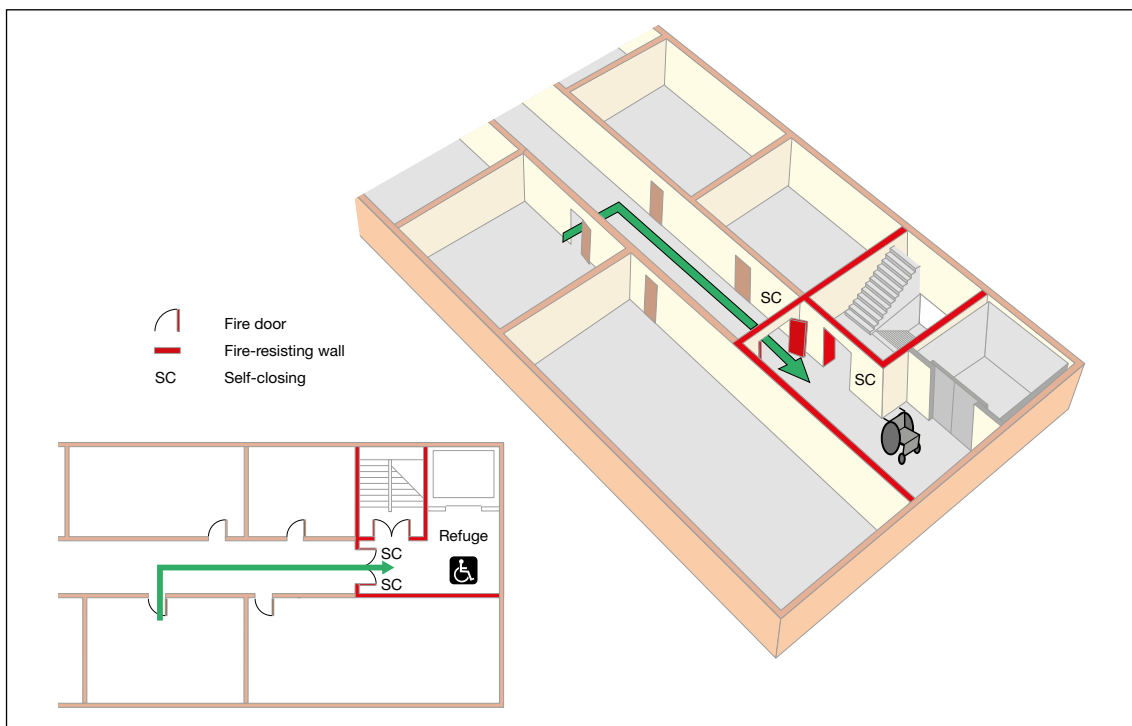 SC
SC
Fire door
Fire-resisting wall
SC Self-closing
Refuge
SC
SC